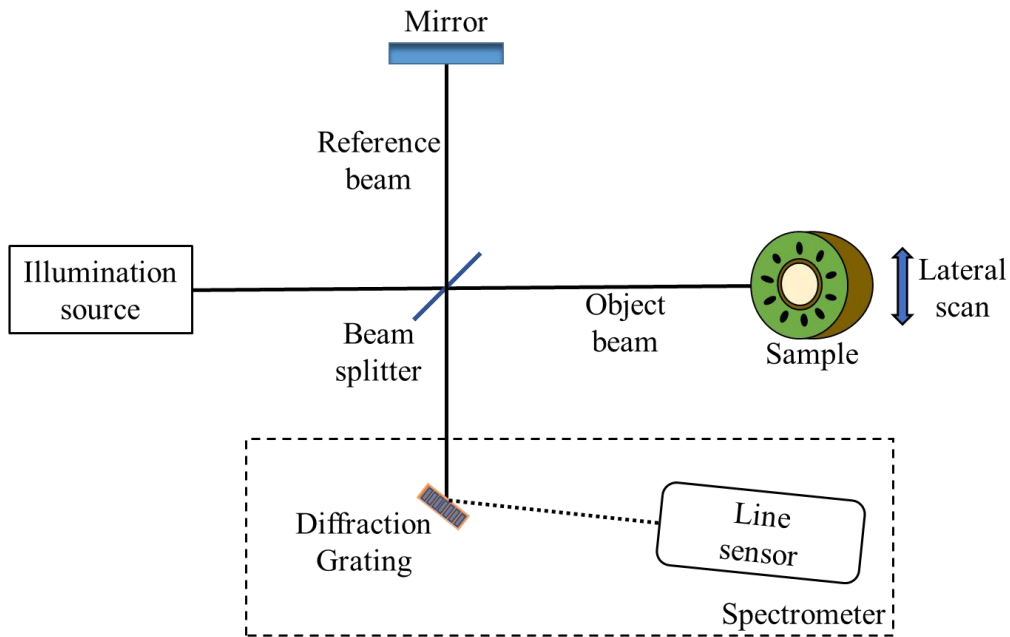 Mirror
Reference
beam
Illumination
source
Beam
splitter
Object
beam
Sample
Lateral
scan
Diffraction
Grating
Line
sensor
Spectrometer